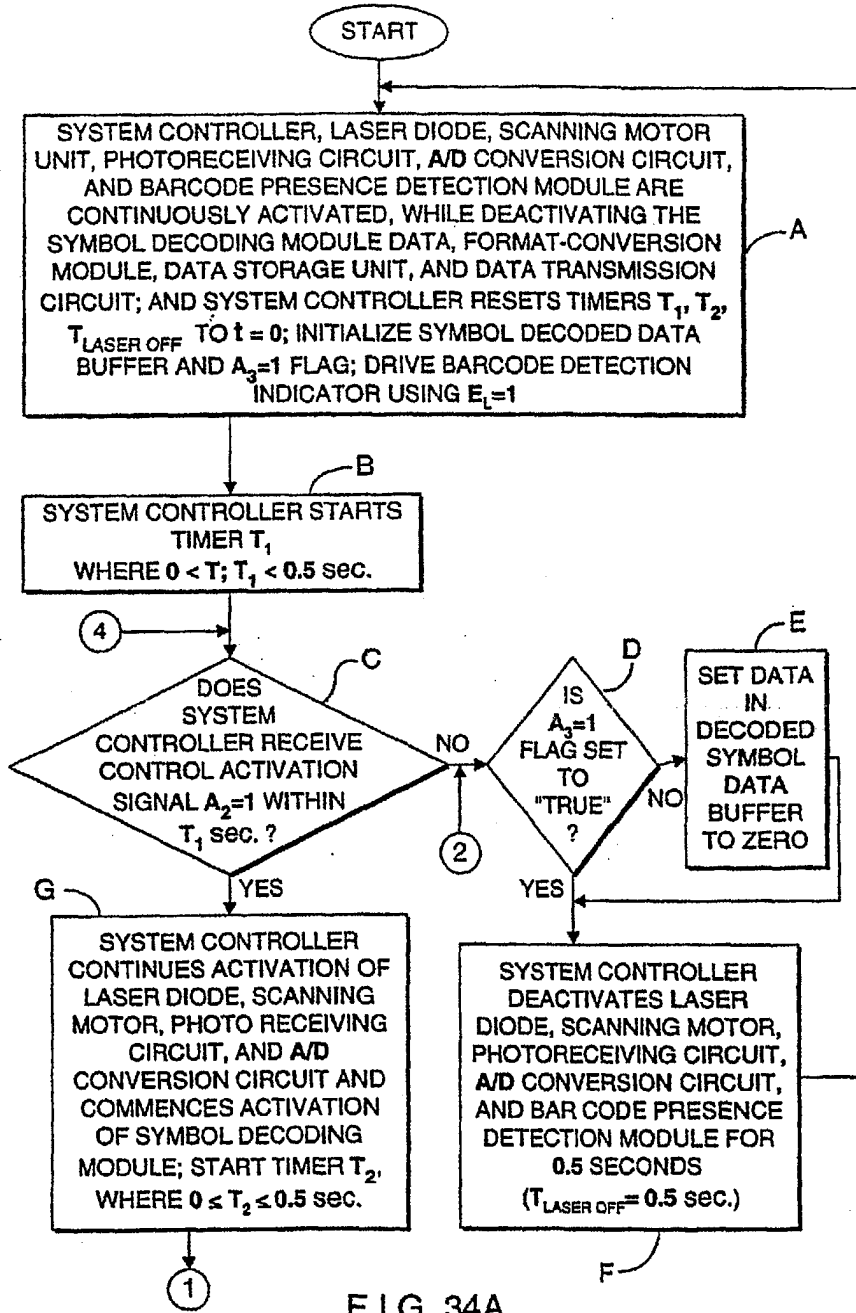 START
SYSTEM CONTROLLER, LASER DIODE, SCANNING MOTOR
UNIT, PHOTORECEIVING CIRCUIT, A/D CONVERSION CIRCUIT,
AND BARCODE PRESENCE DETECTION MODULE ARE
CONTINUOUSLY ACTIVATED, WHILE DEACTIVATING THE
SYMBOL DECODING MODULE DATA, FORMAT-CONVERSION
MODULE, DATA STORAGE UNIT, AND DATA TRANSMISSION
CIRCUIT; AND SYSTEM CONTROLLER RESETS TIMERS T₁, T₂,
T_LASER OFF TO t = 0; INITIALIZE SYMBOL DECODED DATA
BUFFER AND A₃=1 FLAG; DRIVE BARCODE DETECTION
INDICATOR USING E_L=1
A
B
SYSTEM CONTROLLER STARTS
TIMER T₁
WHERE 0 < T; T₁ < 0.5 sec.
4
C
DOES
SYSTEM
CONTROLLER RECEIVE
CONTROL ACTIVATION
SIGNAL A₂=1 WITHIN
T₁ sec. ?
NO
2
YES
D
IS
A₃=1
FLAG SET
TO
"TRUE"
?
NO
YES
E
SET DATA
IN
DECODED
SYMBOL
DATA
BUFFER
TO ZERO
G
SYSTEM CONTROLLER
CONTINUES ACTIVATION OF
LASER DIODE, SCANNING
MOTOR, PHOTO RECEIVING
CIRCUIT, AND A/D
CONVERSION CIRCUIT AND
COMMENCES ACTIVATION
OF SYMBOL DECODING
MODULE; START TIMER T₂,
WHERE 0 ≤ T₂ ≤ 0.5 sec.
1
SYSTEM CONTROLLER
DEACTIVATES LASER
DIODE, SCANNING MOTOR,
PHOTORECEIVING CIRCUIT,
A/D CONVERSION CIRCUIT,
AND BAR CODE PRESENCE
DETECTION MODULE FOR
0.5 SECONDS
(T_LASER OFF = 0.5 sec.)
F
FIG. 34A